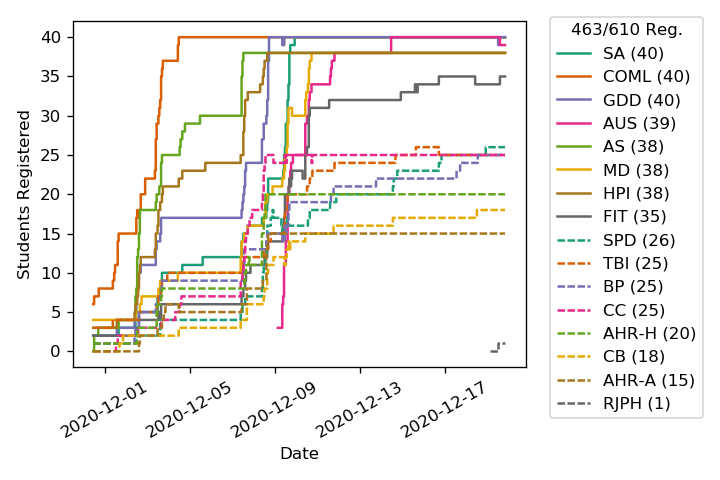 463/610 Reg.
SA (40)
COML (40)
GDD (40)
AUS (39)
AS (38)
MD (38)
HPI (38)
FIT (35)
SPD (26)
TBI (25)
BP (25)
CC (25)
AHR-H (20)
CB (18)
AHR-A (15)
RJPH (1)
Students Registered
40
35
30
25
20
15
10
5
0
2020-12-01
2020-12-05
2020-12-09
2020-12-13
2020-12-17
Date